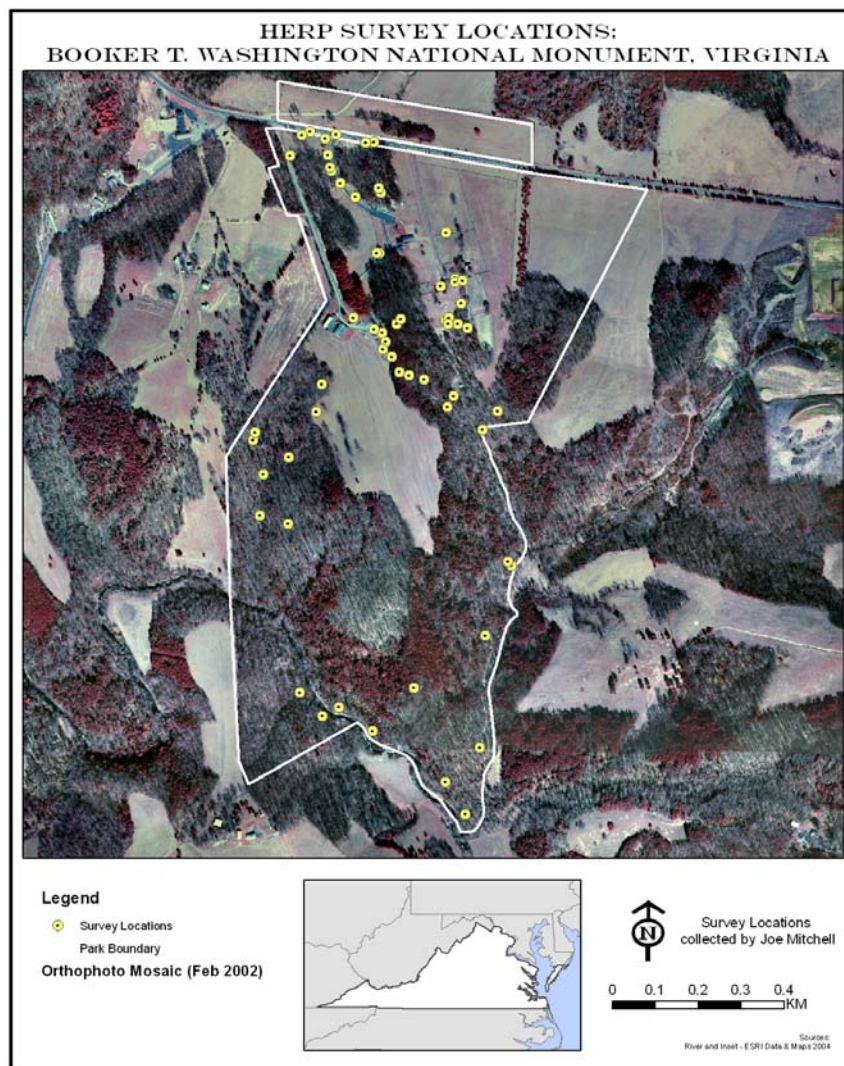 HERP SURVEY LOCATIONS:
BOOKER T. WASHINGTON NATIONAL MONUMENT, VIRGINIA
Legend
Survey Locations
Park Boundary
Orthophoto Mosaic (Feb 2002)
N
Survey Locations
collected by Joe Mitchell
0 0.1 0.2 0.3 0.4
KM
Sources:
River and Inset - ESRI Data & Maps 2004